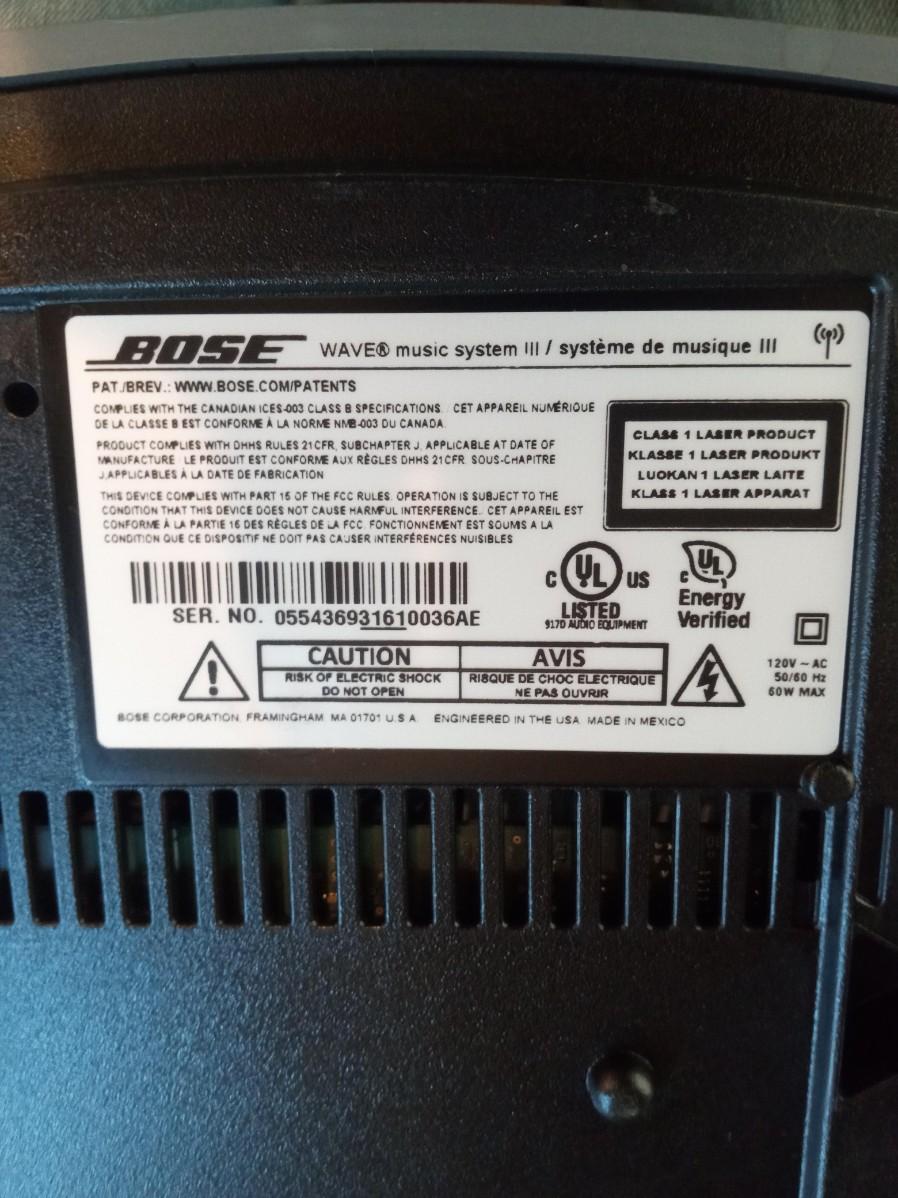 BOSE WAVE® music system III / système de musique III
PAT./BREV.: WWW.BOSE.COM/PATENTS
COMPLIES WITH THE CANADIAN ICES-003 CLASS B SPECIFICATIONS. CET APPAREIL NUMÉRIQUE
DE LA CLASSE B EST CONFORME À LA NORME NMB-003 DU CANADA.
PRODUCT COMPLIES WITH DHHS RULES 21CFR, SUBCHAPTER J, APPLICABLE AT DATE OF
MANUFACTURE. LE PRODUIT EST CONFORME AUX RÈGLES DHHS 21CFR. SOUS-CHAPITRE
J,APPLICABLES À LA DATE DE FABRICATION
THIS DEVICE COMPLIES WITH PART 15 OF THE FCC RULES. OPERATION IS SUBJECT TO THE
CONDITION THAT THIS DEVICE DOES NOT CAUSE HARMFUL INTERFERENCE. CET APPAREIL EST
CONFORME À LA PARTIE 15 DES RÈGLES DE LA FCC. FONCTIONNEMENT EST SOUMIS A LA
CONDITION QUE CE DISPOSITIF NE DOIT PAS CAUSER INTERFÉRENCES NUISIBLES
CLASS 1 LASER PRODUCT
KLASSE 1 LASER PRODUKT
LUOKAN 1 LASER LAITE
KLASS 1 LASER APPARAT
SER. NO. 055436931610036AE
C UL US
LISTED
917D AUDIO EQUIPMENT
C UL
Energy
Verified
CAUTION
RISK OF ELECTRIC SHOCK
DO NOT OPEN
AVIS
RISQUE DE CHOC ELECTRIQUE
NE PAS OUVRIR
120V ~ AC
50/60 Hz
60W MAX
BOSE CORPORATION, FRAMINGHAM, MA 01701 U.S.A. ENGINEERED IN THE USA. MADE IN MEXICO